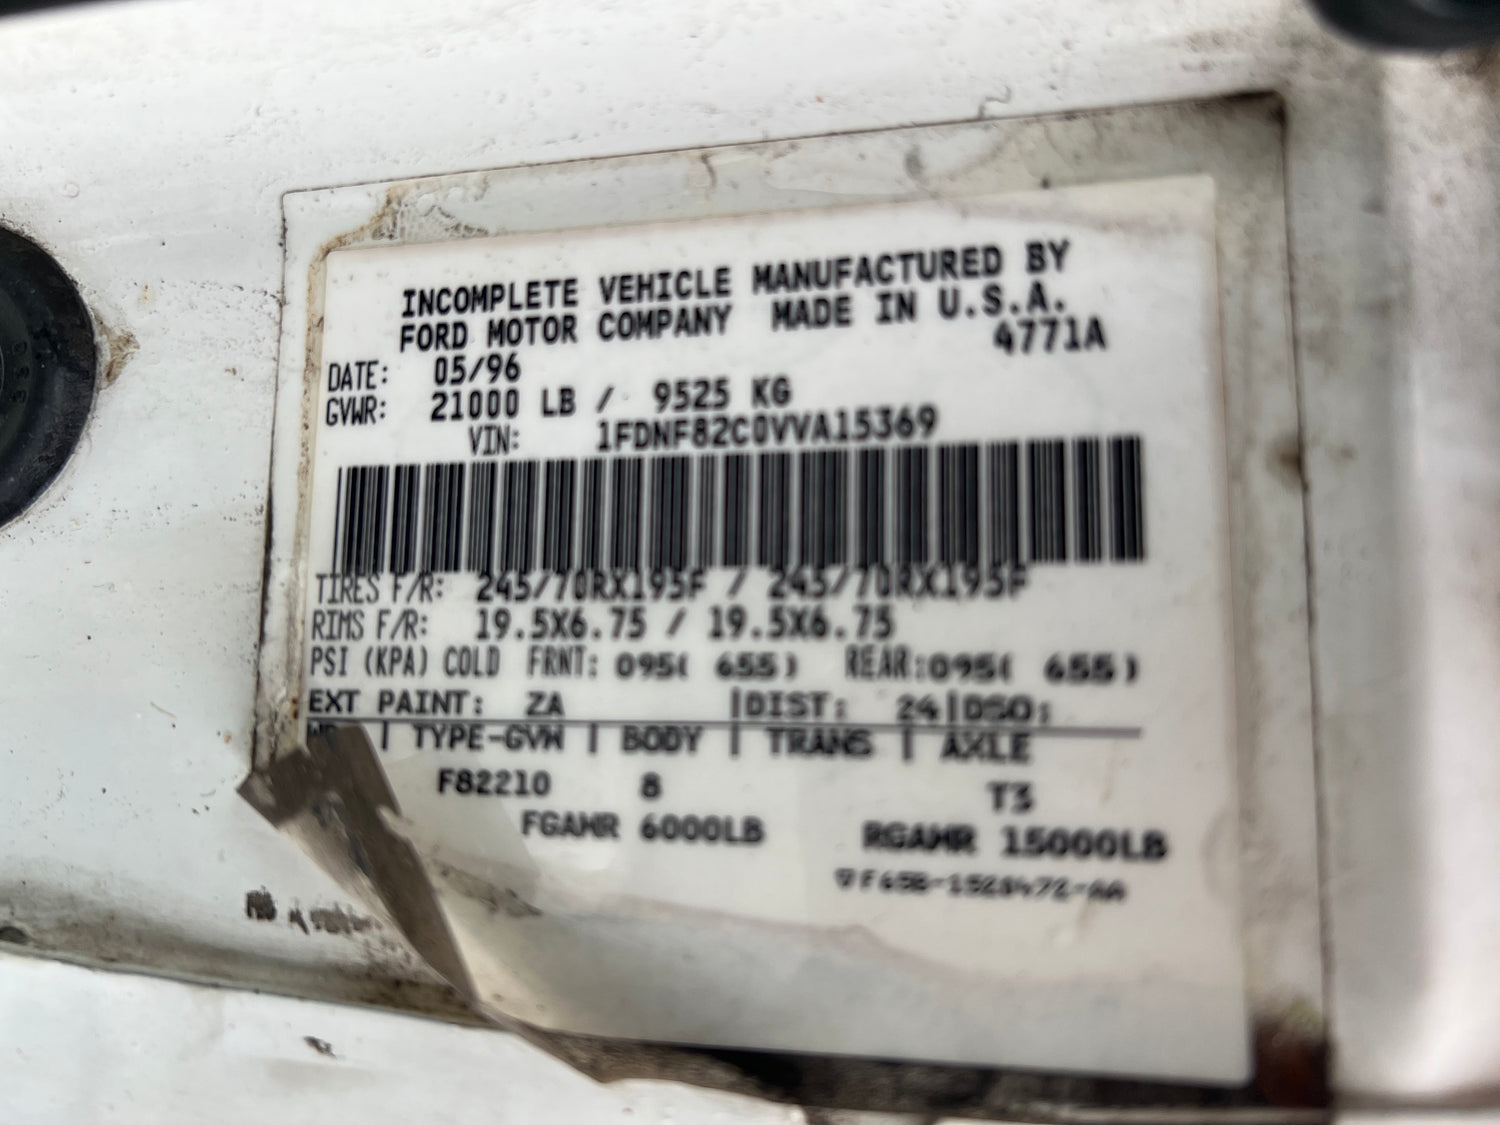 INCOMPLETE VEHICLE MANUFACTURED BY
FORD MOTOR COMPANY MADE IN U.S.A.
4771A
DATE: 05/96
GVWR: 21000 LB / 9525 KG
VIN: 1FDNF82C0VVA15369
TIRES F/R: 245/70RX195F / 245/70RX195F
RIMS F/R: 19.5X6.75 / 19.5X6.75
PSI (KPA) COLD FRNT: 095( 655) REAR:095( 655)
EXT PAINT: ZA |DIST: 24|DSO:
| TYPE-GVW | BODY | TRANS | AXLE
F82210 8 T3
FGAWR 6000LB RGAWR 15000LB